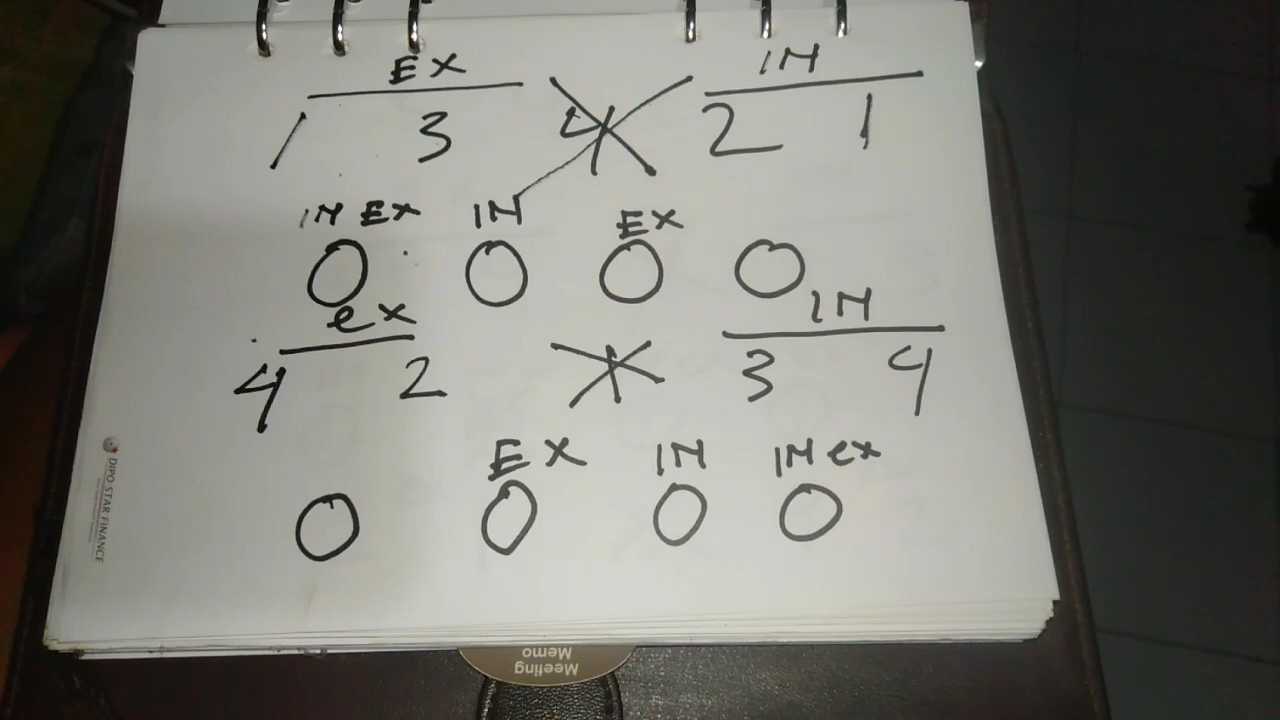 EX IN
1 3 4 2 1
IN EX IN EX
O O O O
ex IN
4 2 3 4
EX IN IN ex
O O O O
DIPO STAR FINANCE
Meeting
Memo